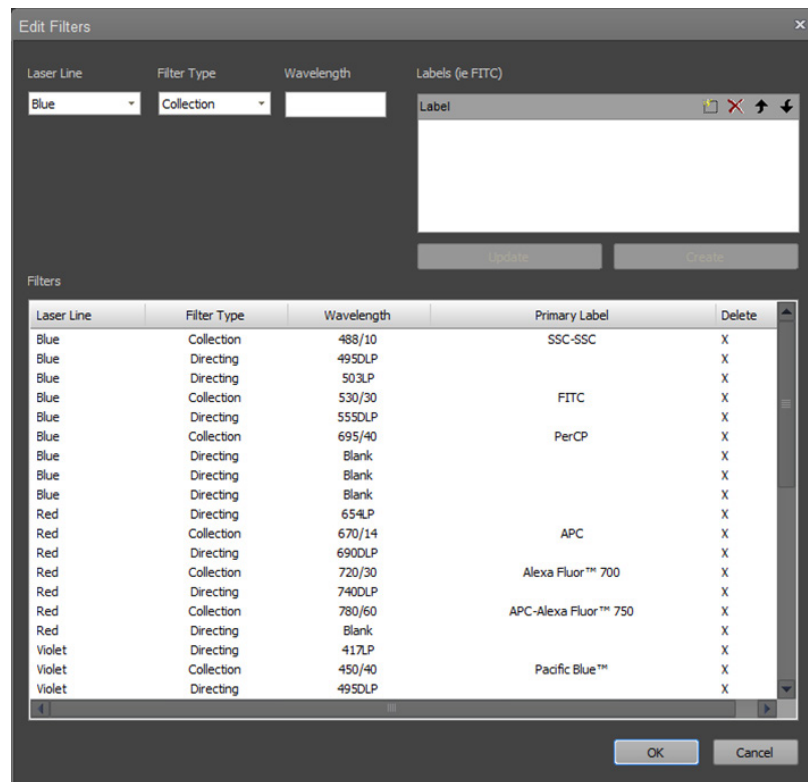 Edit Filters
Laser Line Filter Type Wavelength Labels (ie FITC)
Blue Collection Label
Update Create
Filters
Laser Line Filter Type Wavelength Primary Label Delete
Blue Collection 488/10 SSC-SSC X
Blue Directing 495DLP X
Blue Directing 503LP X
Blue Collection 530/30 FITC X
Blue Directing 555DLP X
Blue Collection 695/40 PerCP X
Blue Directing Blank X
Blue Directing Blank X
Blue Directing Blank X
Red Directing 654LP X
Red Collection 670/14 APC X
Red Directing 690DLP X
Red Collection 720/30 Alexa Fluor™ 700 X
Red Directing 740DLP X
Red Collection 780/60 APC-Alexa Fluor™ 750 X
Red Directing Blank X
Violet Directing 417LP X
Violet Collection 450/40 Pacific Blue™ X
Violet Directing 495DLP X
OK Cancel